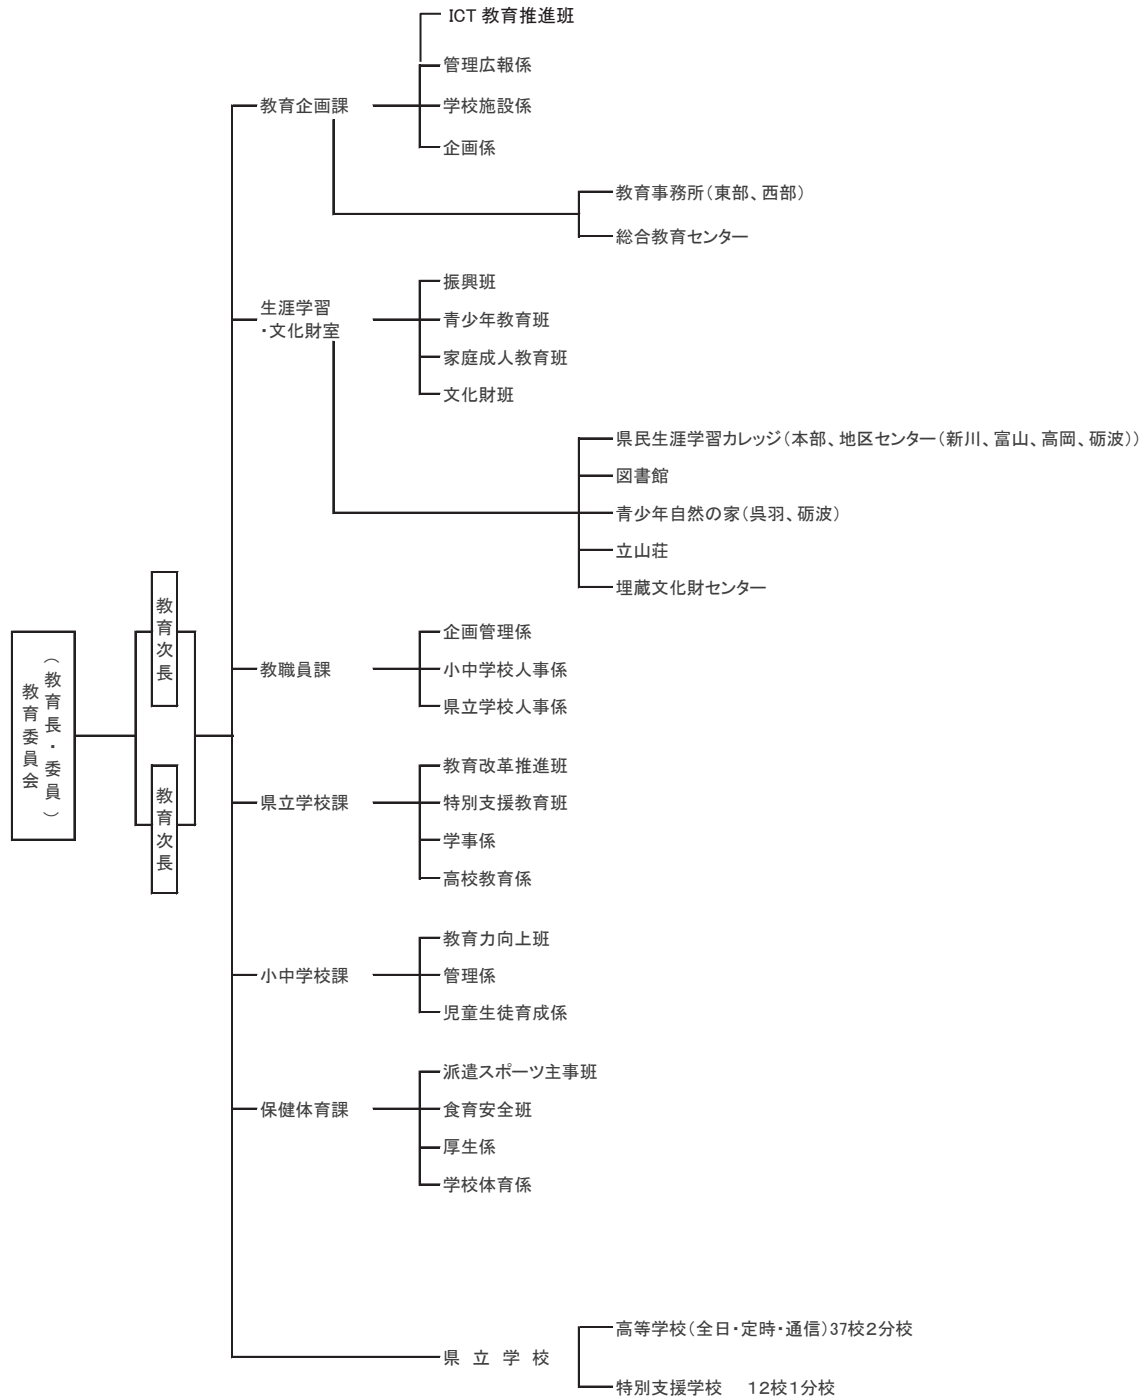 ICT 教育推進班
管理広報係
教育企画課
学校施設係
企画係
教育事務所（東部、西部）
総合教育センター
振興班
生涯学習
・文化財室
青少年教育班
家庭成人教育班
文化財班
県民生涯学習カレッジ（本部、地区センター（新川、富山、高岡、砺波））
図書館
青少年自然の家（呉羽、砺波）
立山荘
埋蔵文化財センター
教育委員会
（教育長・委員）
教育次長
教育次長
企画管理係
教職員課
小中学校人事係
県立学校人事係
教育改革推進班
県立学校課
特別支援教育班
学事係
高校教育係
教育力向上班
小中学校課
管理係
児童生徒育成係
派遣スポーツ主事班
保健体育課
食育安全班
厚生係
学校体育係
県 立 学 校
高等学校（全日・定時・通信）37校２分校
特別支援学校　12校１分校